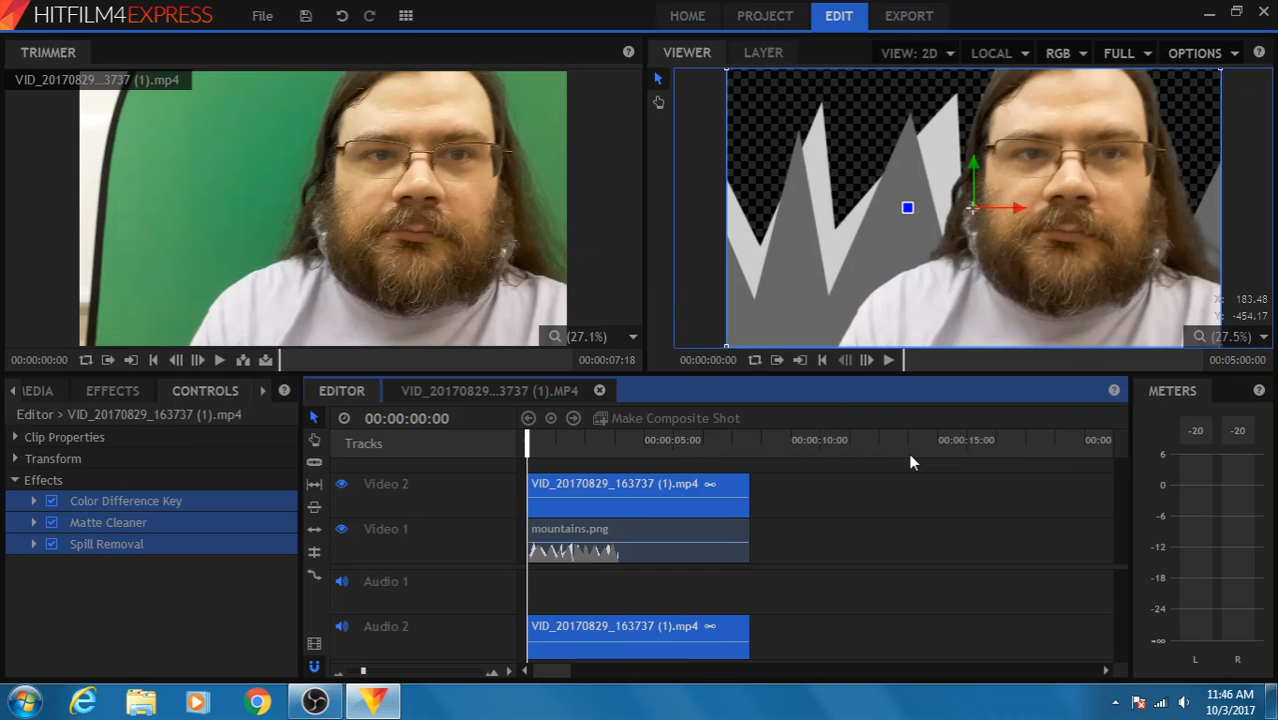 HITFILM4EXPRESS File HOME PROJECT EDIT EXPORT
TRIMMER VIEWER LAYER VIEW: 2D LOCAL RGB FULL OPTIONS
VID_20170829...3737 (1).mp4
X: 183.48
Y: -454.17
(27.1%) (27.5%)
00:00:00:00 00:00:07:18 00:00:00:00 00:05:00:00
EDIA EFFECTS CONTROLS EDITOR VID_20170829...3737 (1).MP4 METERS
Editor > VID_20170829_163737 (1).mp4 00:00:00:00 Make Composite Shot
-20 -20
Clip Properties Tracks 00:00:05:00 00:00:10:00 00:00:15:00 00:00
Transform 6
Effects Video 2 VID_20170829_163737 (1).mp4 0
Color Difference Key -6
Matte Cleaner Video 1 mountains.png -12
Spill Removal
-18
Audio 1
-24
Audio 2 VID_20170829_163737 (1).mp4 -∞
L R
11:46 AM
10/3/2017